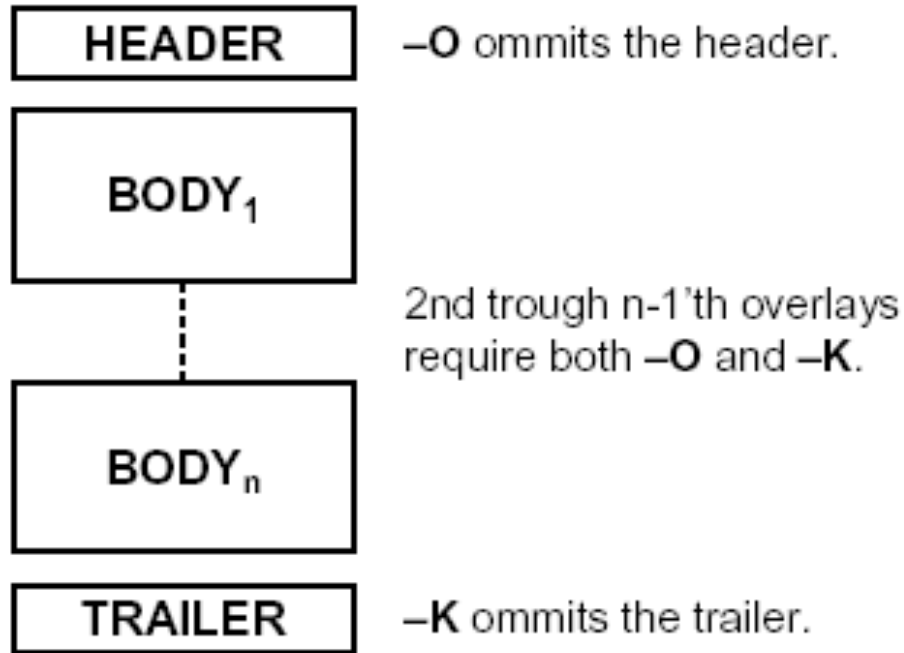 HEADER
–O ommits the header.
BODY1
2nd trough n-1’th overlays
require both –O and –K.
BODYn
TRAILER
–K ommits the trailer.